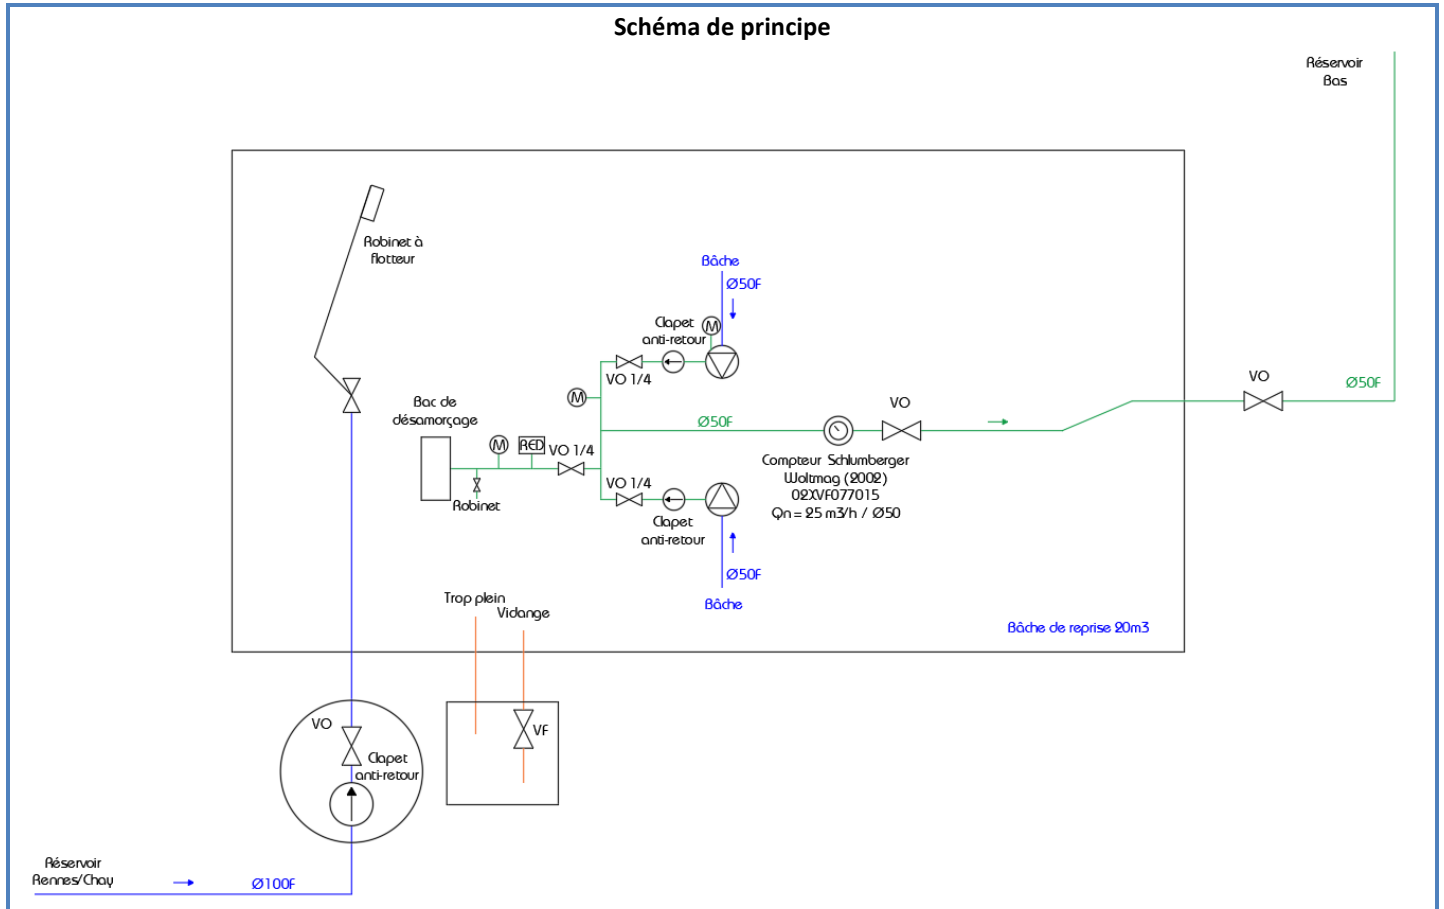 Schéma de principe
Réservoir
Bas
Robinet à
flotteur
Bâche
Ø50F
Clapet
anti-retour
M
VO 1/4
M
VO
Ø50F
Bac de
désamorçage
Ø50F
VO
M
RED
VO 1/4
Robinet
VO 1/4
Compteur Schlumberger
Woltmag (2002)
02XVF077015
Qn = 25 m3/h / Ø50
Clapet
anti-retour
Ø50F
Bâche
Trop plein
Vidange
Bâche de reprise 20m3
VO
Clapet
anti-retour
VF
Réservoir
Rennes/Chay
Ø100F